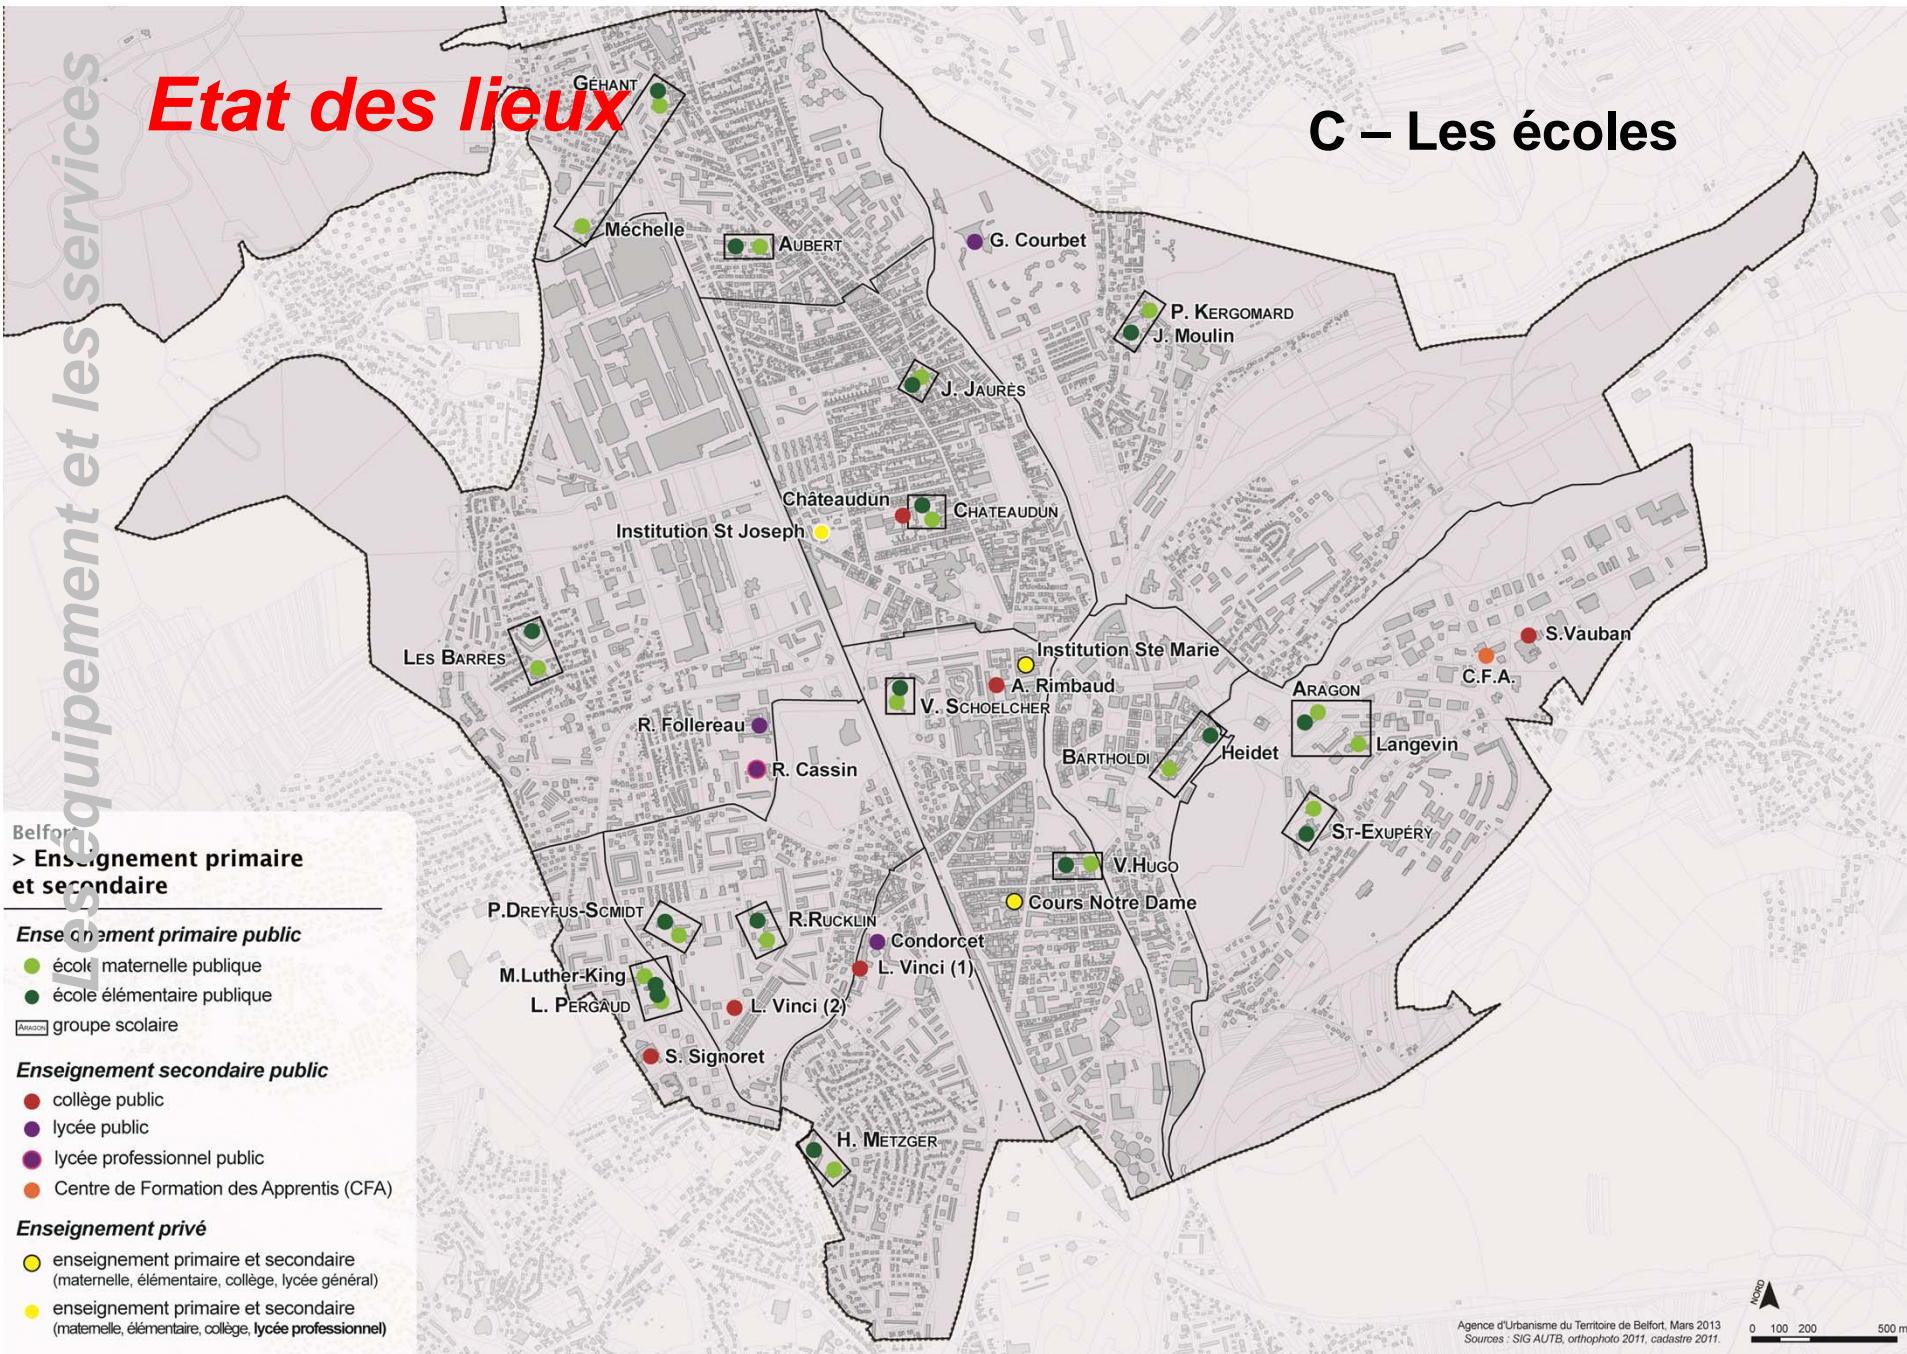 Les équipement et les services
Etat des lieux
C – Les écoles
GÉHANT
Méchelle
AUBERT
G. Courbet
P. KERGOMARD
J. Moulin
J. JAURÈS
Châteaudun
CHATEAUDUN
Institution St Joseph
LES BARRES
Institution Ste Marie
A. Rimbaud
V. SCHOELCHER
S.Vauban
C.F.A.
ARAGON
Langevin
R. Follereau
R. Cassin
BARTHOLDI
Heidet
ST-EXUPÉRY
V.HUGO
Cours Notre Dame
P.DREYFUS-SCMIDT
R.RUCKLIN
Condorcet
L. Vinci (1)
M.Luther-King
L. PERGAUD
L. Vinci (2)
S. Signoret
H. METZGER
Belfort
> Enseignement primaire
et secondaire
Enseignement primaire public
école maternelle publique
école élémentaire publique
ARAGON groupe scolaire
Enseignement secondaire public
collège public
lycée public
lycée professionnel public
Centre de Formation des Apprentis (CFA)
Enseignement privé
enseignement primaire et secondaire
(maternelle, élémentaire, collège, lycée général)
enseignement primaire et secondaire
(maternelle, élémentaire, collège, lycée professionnel)
NORD
Agence d'Urbanisme du Territoire de Belfort, Mars 2013
Sources : SIG AUTB, orthophoto 2011, cadastre 2011.
0 100 200 500 m